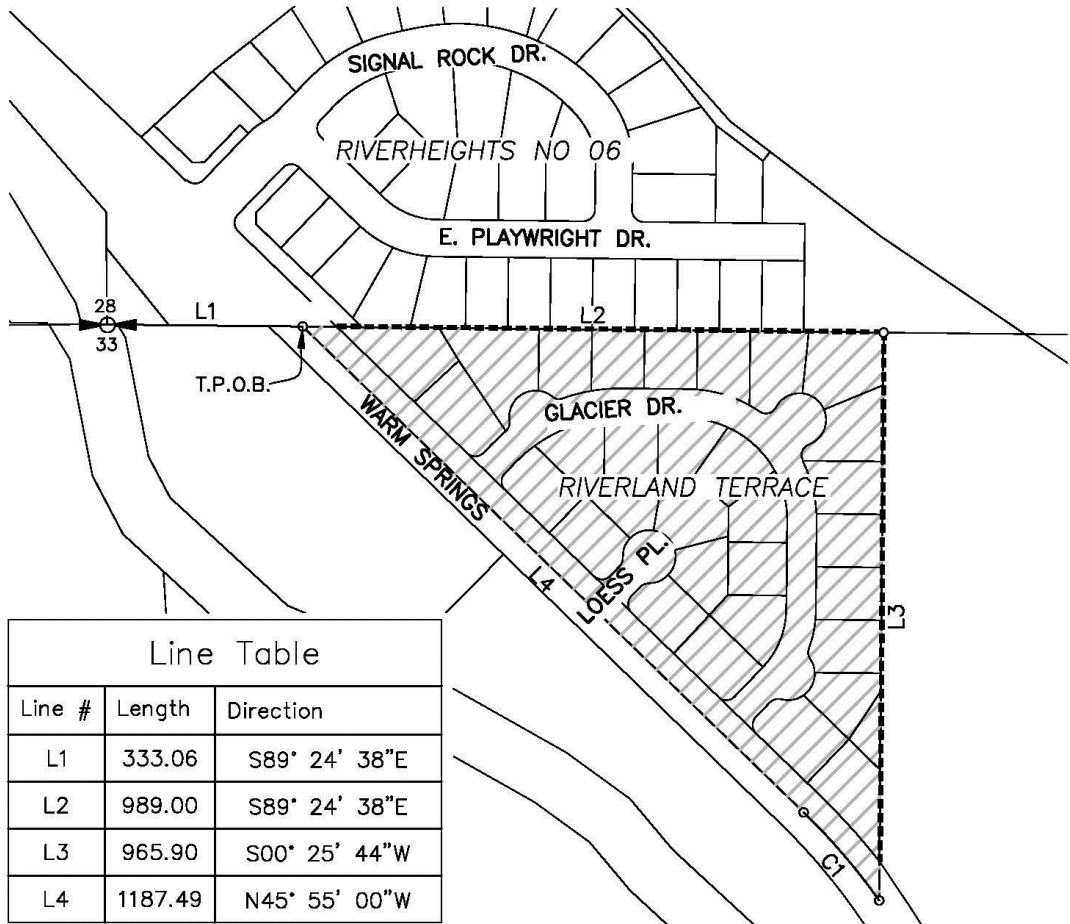 SIGNAL ROCK DR.
RIVERHEIGHTS NO 06
E. PLAYWRIGHT DR.
28
33
L1
L2
T.P.O.B.
GLACIER DR.
WARM SPRINGS
RIVERLAND TERRACE
LOESS PL.
L4
L3
C1
Line Table
Line # Length Direction
L1 333.06 S89° 24' 38"E
L2 989.00 S89° 24' 38"E
L3 965.90 S00° 25' 44"W
L4 1187.49 N45° 55' 00"W